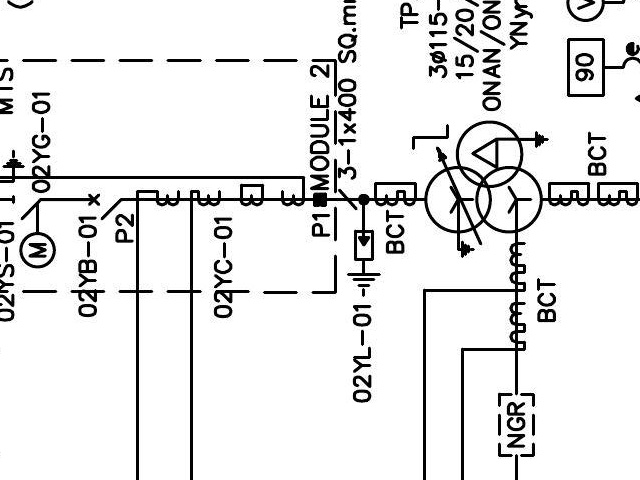 MTS
02YS-01
02YG-01
M
02YB-01
P2
02YC-01
P1
MODULE 2
3-1x400 SQ.mm
02YL-01
BCT
TP
3Ø115-
15/20/
ONAN/ON
YNyn
90
BCT
BCT
NGR